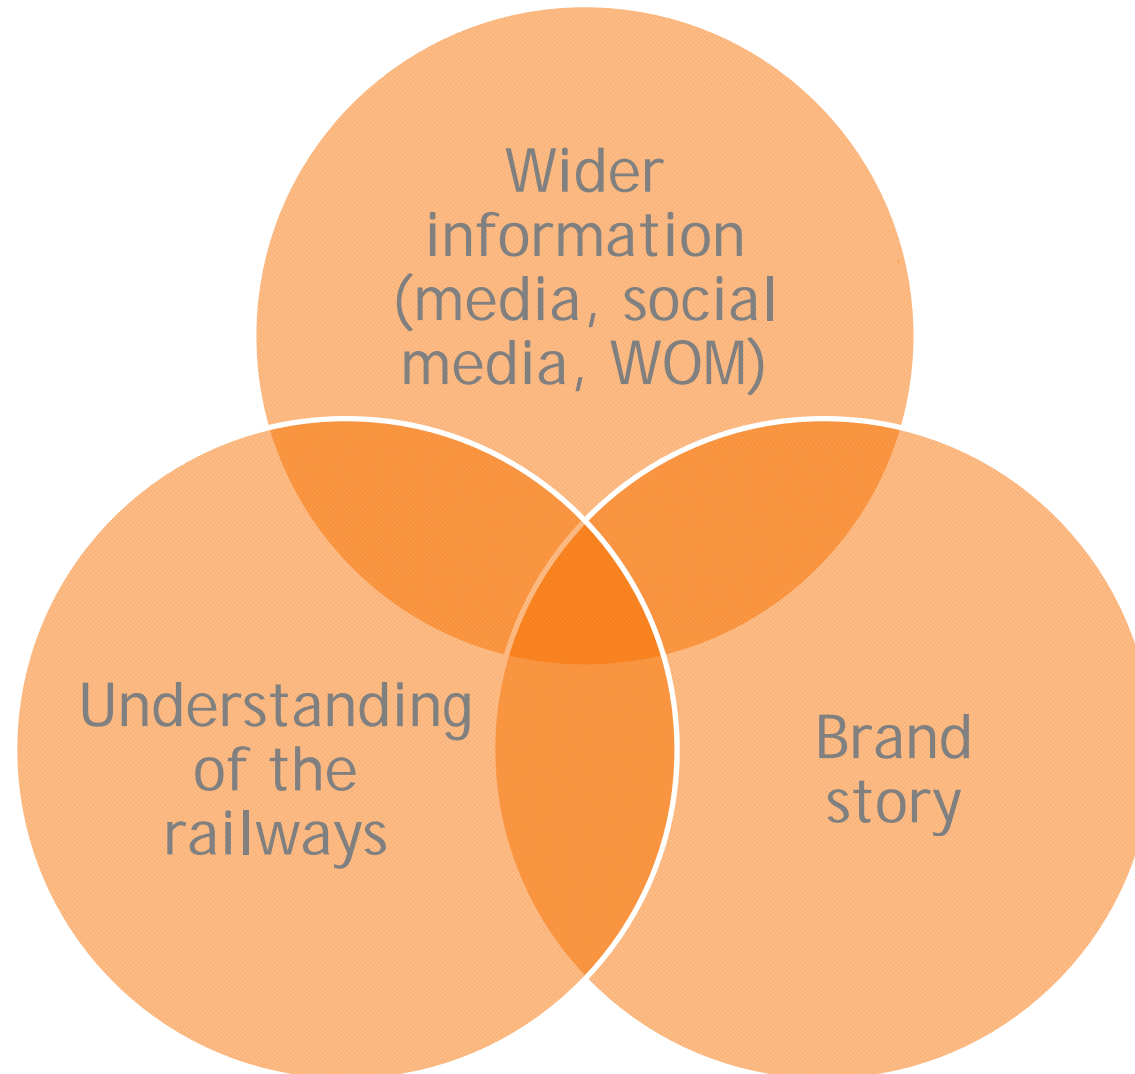 Wider
information
(media, social
media, WOM)
Understanding
of the
railways
Brand
story